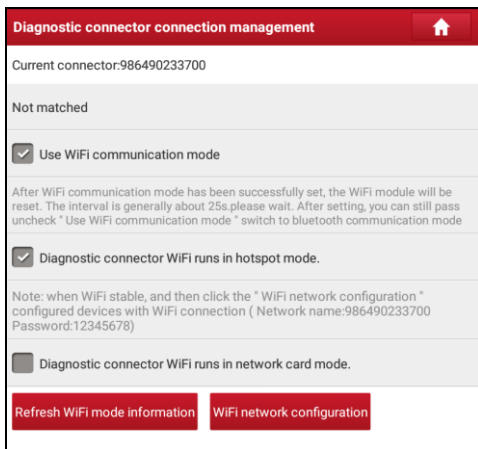 Diagnostic connector connection management
Current connector:986490233700
Not matched
Use WiFi communication mode
After WiFi communication mode has been successfully set, the WiFi module will be
reset. The interval is generally about 25s.please wait. After setting, you can still pass
uncheck " Use WiFi communication mode " switch to bluetooth communication mode
Diagnostic connector WiFi runs in hotspot mode.
Note: when WiFi stable, and then click the " WiFi network configuration "
configured devices with WiFi connection ( Network name:986490233700
Password:12345678)
Diagnostic connector WiFi runs in network card mode.
Refresh WiFi mode information
WiFi network configuration